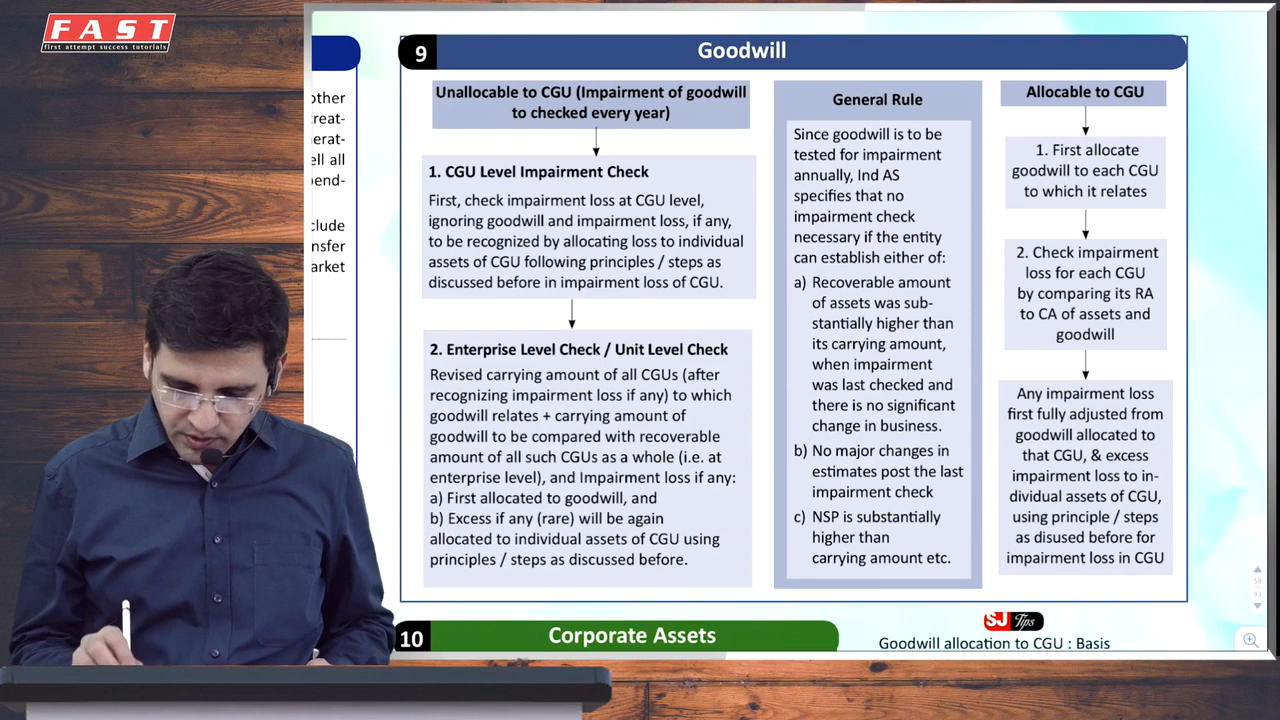 FAST
first attempt success tutorials
other
treat-
erat-
ell all
pend-
clude
nsfer
arket
9
Goodwill
Unallocable to CGU (Impairment of goodwill
to checked every year)
1. CGU Level Impairment Check
First, check impairment loss at CGU level,
ignoring goodwill and impairment loss, if any,
to be recognized by allocating loss to individual
assets of CGU following principles / steps as
discussed before in impairment loss of CGU.
2. Enterprise Level Check / Unit Level Check
Revised carrying amount of all CGUs (after
recognizing impairment loss if any) to which
goodwill relates + carrying amount of
goodwill to be compared with recoverable
amount of all such CGUs as a whole (i.e. at
enterprise level), and Impairment loss if any:
a) First allocated to goodwill, and
b) Excess if any (rare) will be again
allocated to individual assets of CGU using
principles / steps as discussed before.
General Rule
Since goodwill is to be
tested for impairment
annually, Ind AS
specifies that no
impairment check
necessary if the entity
can establish either of:
a) Recoverable amount
of assets was sub-
stantially higher than
its carrying amount,
when impairment
was last checked and
there is no significant
change in business.
b) No major changes in
estimates post the last
impairment check
c) NSP is substantially
higher than
carrying amount etc.
Allocable to CGU
1. First allocate
goodwill to each CGU
to which it relates
2. Check impairment
loss for each CGU
by comparing its RA
to CA of assets and
goodwill
Any impairment loss
first fully adjusted from
goodwill allocated to
that CGU, & excess
impairment loss to in-
dividual assets of CGU,
using principle / steps
as disused before for
impairment loss in CGU
10
Corporate Assets
SJ Tips
Goodwill allocation to CGU : Basis
58
93